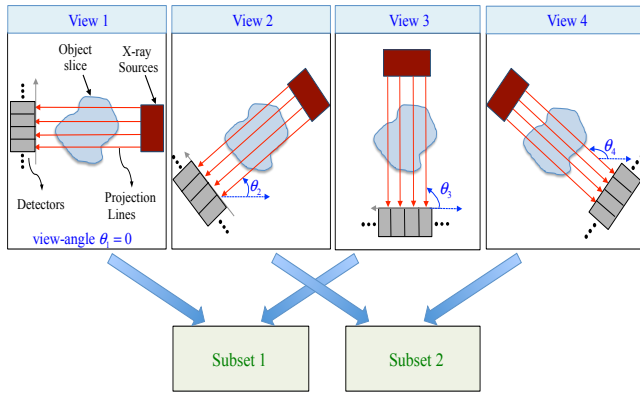 View 1
View 2
View 3
View 4
Object
slice
X-ray
Sources
Detectors
Projection
Lines
view-angle θ₁ = 0
θ₂
θ₃
θ₄
Subset 1
Subset 2